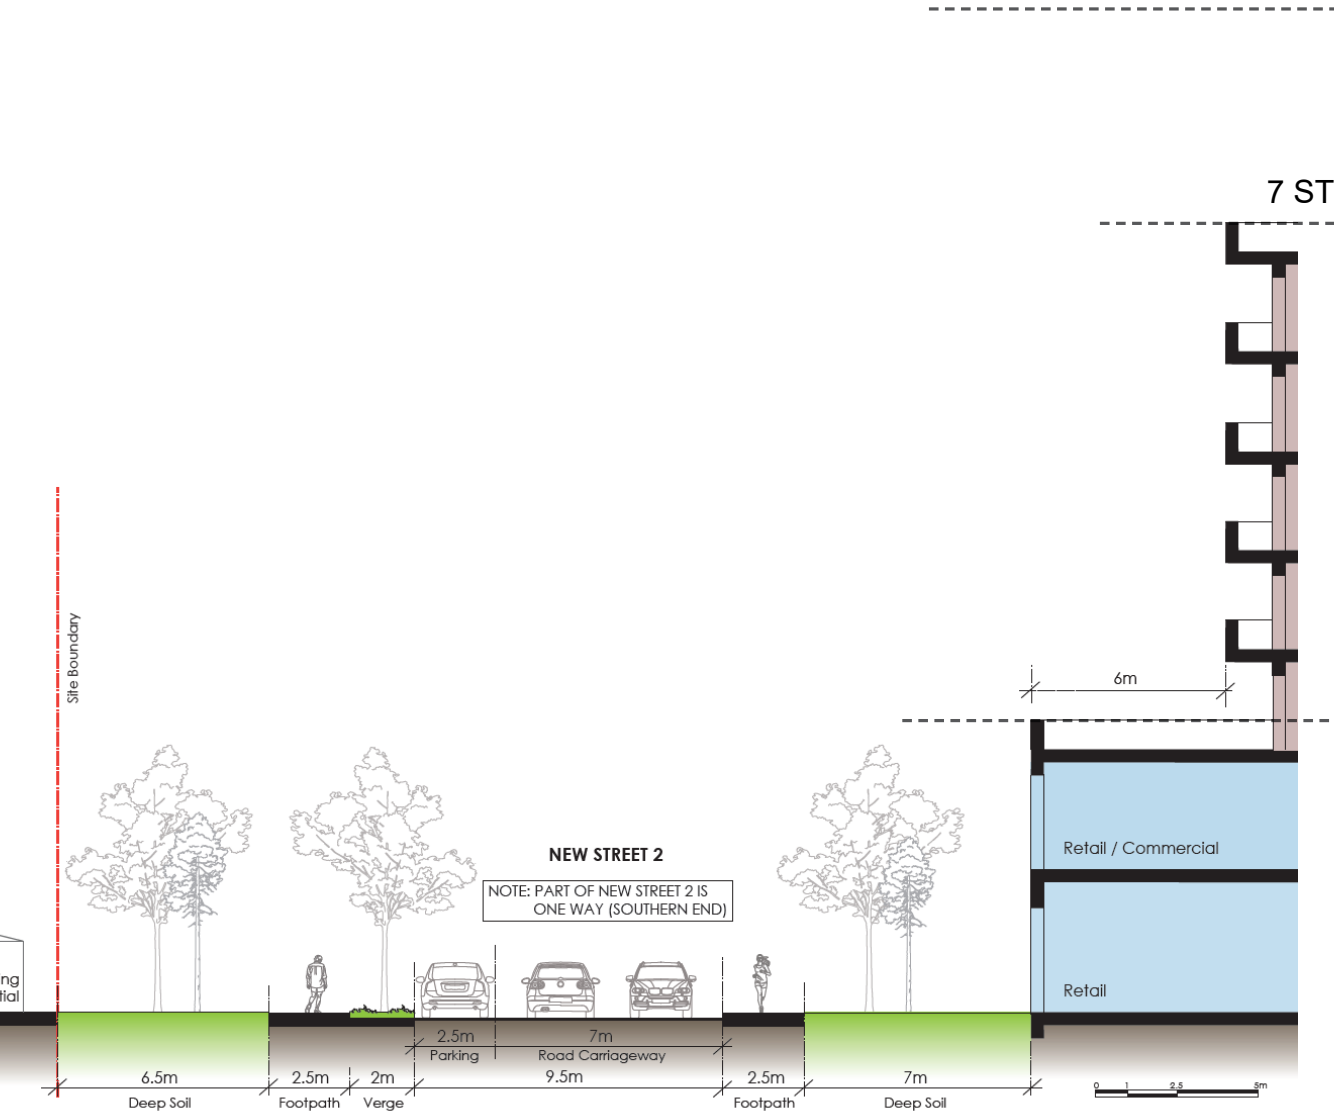 7 ST
Site Boundary
6m
Retail / Commercial
NEW STREET 2
NOTE: PART OF NEW STREET 2 IS
ONE WAY (SOUTHERN END)
ng
tial
Retail
2.5m
7m
Parking
Road Carriageway
6.5m
2.5m
2m
9.5m
2.5m
7m
0 1 2.5 5m
Deep Soil
Footpath
Verge
Footpath
Deep Soil